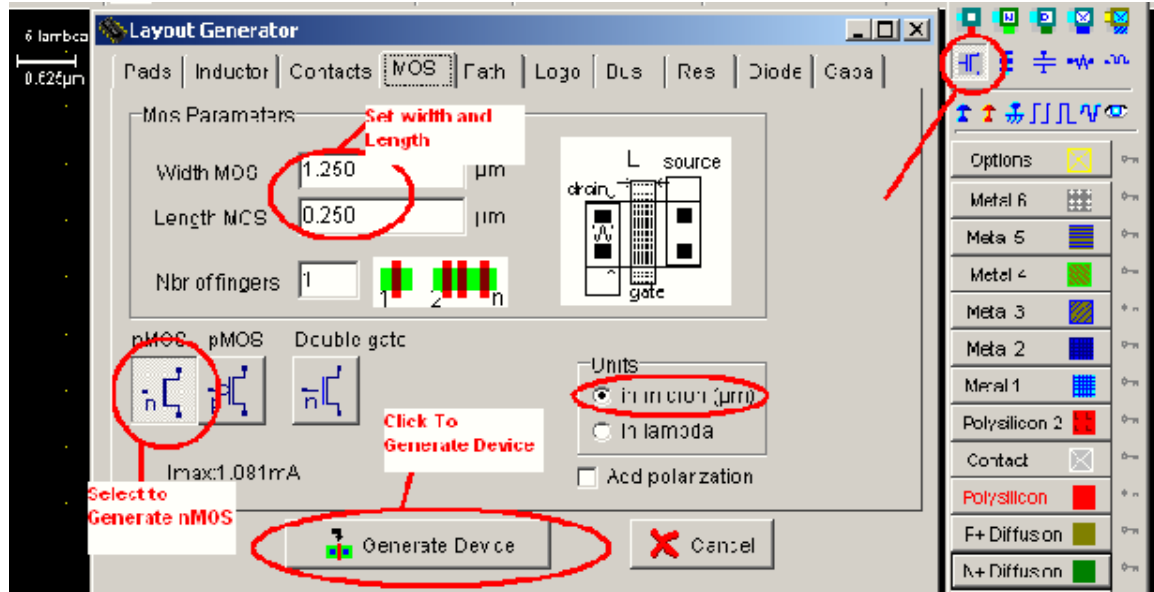 6 lambda
0.625µm
Layout Generator
Pads Inductor Contacts MOS Path Logo Bus Res Diode Capa
Mos Parameters
Set width and
Length
Width MOS 1.250 µm
Length MOS 0.250 µm
Nbr of fingers 1
1 2 n
L source
drain
W
gate
nMOS pMOS Double gate
n p n
Units
in micron (µm)
In lambda
Click To
Generate Device
Imax:1.081mA
Add polarization
Select to
Generate nMOS
Generate Device
Cancel
Options
Metal 6
Metal 5
Metal 4
Metal 3
Metal 2
Metal 1
Polysilicon 2
Contact
Polysilicon
P+ Diffusion
N+ Diffusion